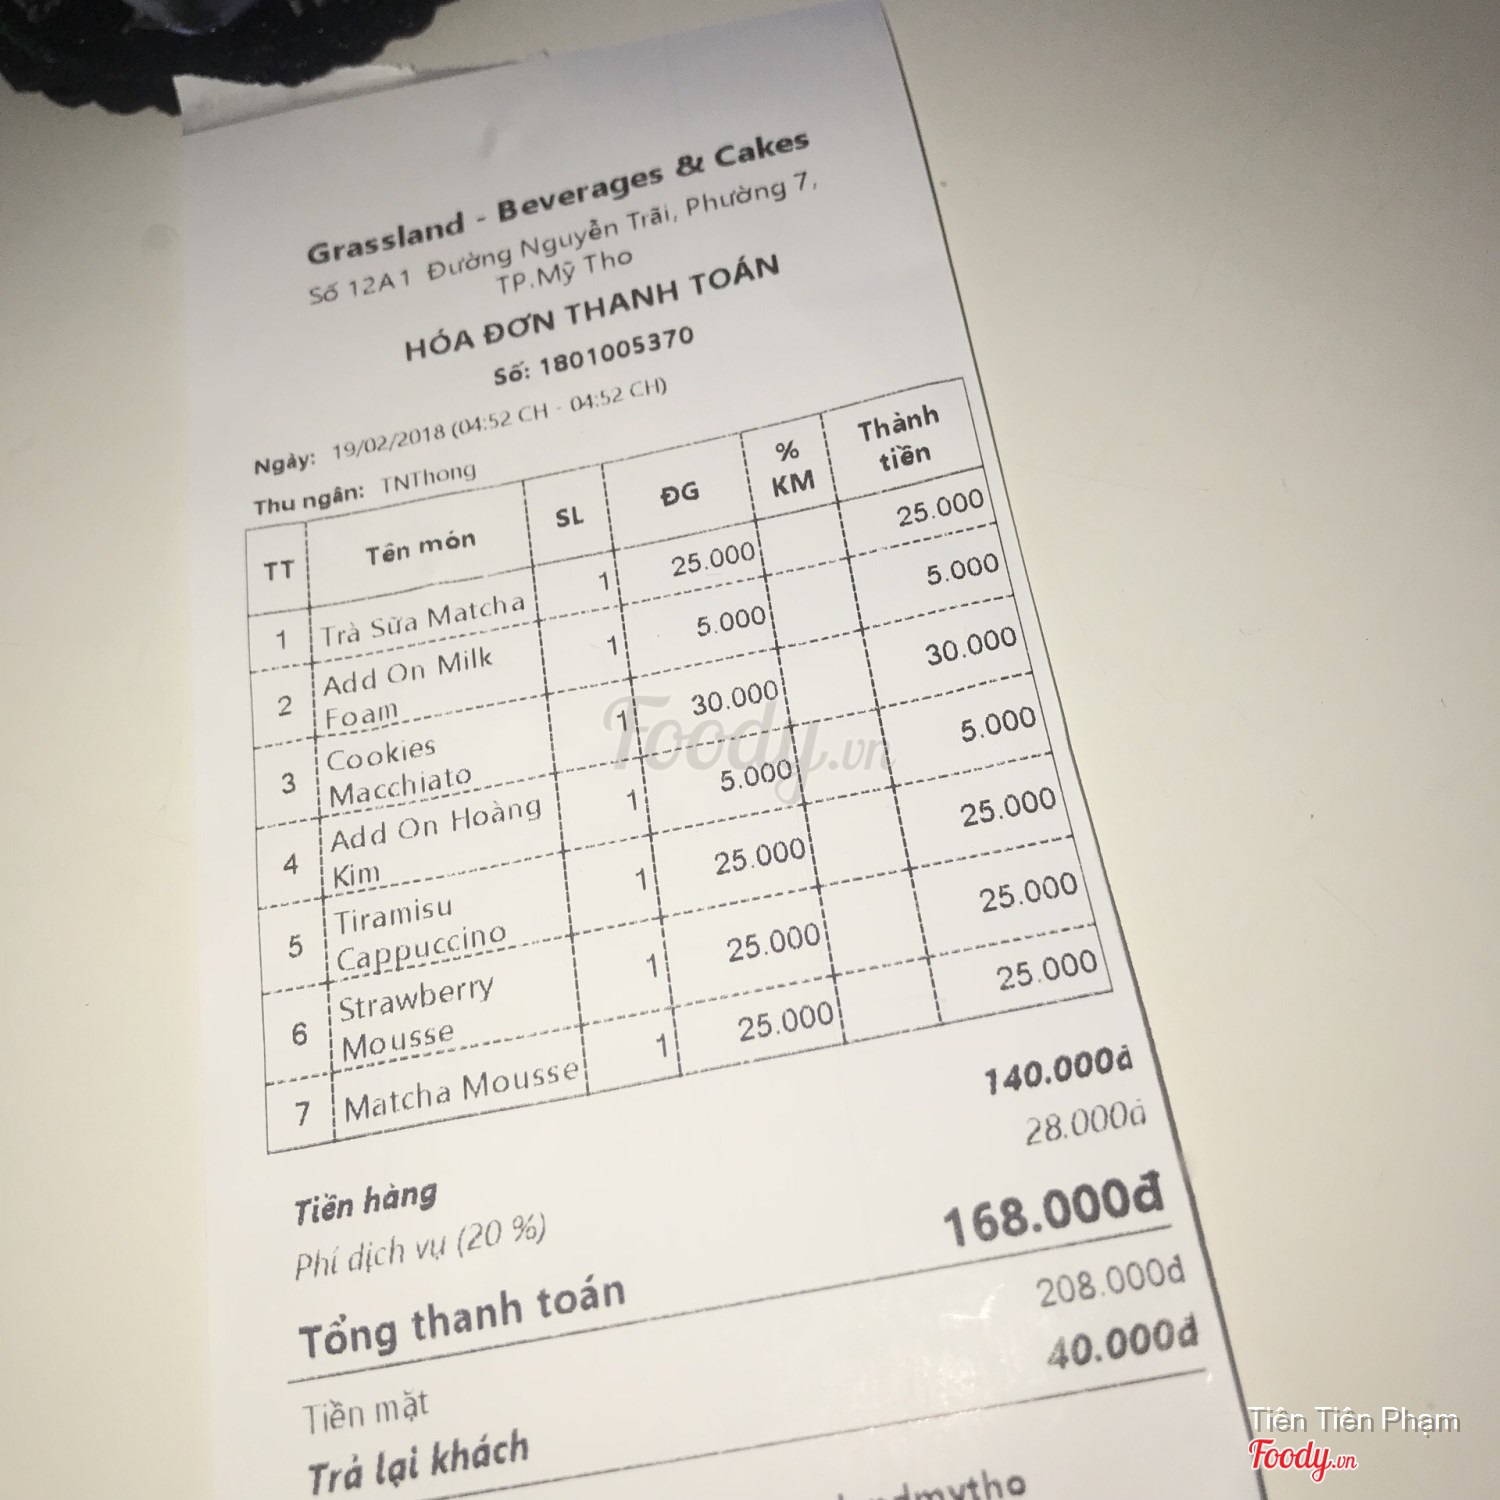 Grassland - Beverages & Cakes
Số 12A1 Đường Nguyễn Trãi, Phường 7,
TP.Mỹ Tho
HÓA ĐƠN THANH TOÁN
Số: 1801005370
Ngày: 19/02/2018 (04:52 CH - 04:52 CH)
Thu ngân: TNThong
TT Tên món SL ĐG % KM Thành tiền
1 Trà Sữa Matcha 1 25.000 25.000
2 Add On Milk Foam 1 5.000 5.000
3 Cookies Macchiato 1 30.000 30.000
4 Add On Hoàng Kim 1 5.000 5.000
5 Tiramisu Cappuccino 1 25.000 25.000
6 Strawberry Mousse 1 25.000 25.000
7 Matcha Mousse 1 25.000 25.000
Tiền hàng 140.000đ
Phí dịch vụ (20 %) 28.000đ
Tổng thanh toán 168.000đ
Tiền mặt 208.000đ
Trả lại khách 40.000đ
Foody.vn
Tiên Tiên Phạm
Foody.vn